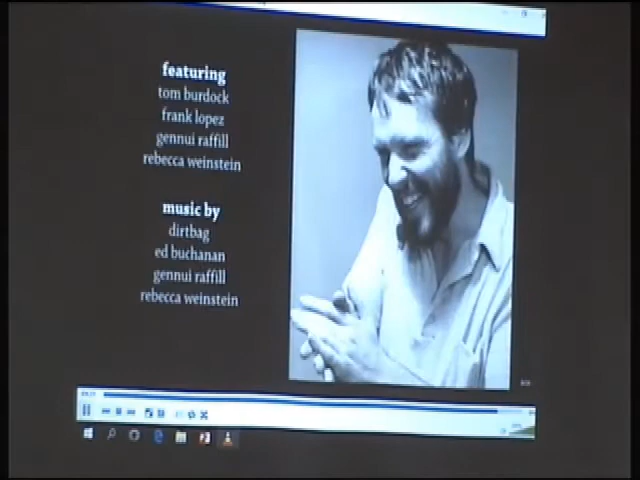 featuring
tom burdock
frank lopez
gennui raffill
rebecca weinstein
music by
dirtbag
ed buchanan
gennui raffill
rebecca weinstein